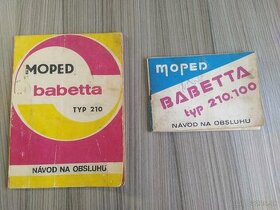 MOPED
babetta
TYP 210
NÁVOD NA OBSLUHU
MOPED
BABETTA
typ 210.100
NÁVOD NA OBSLUHU